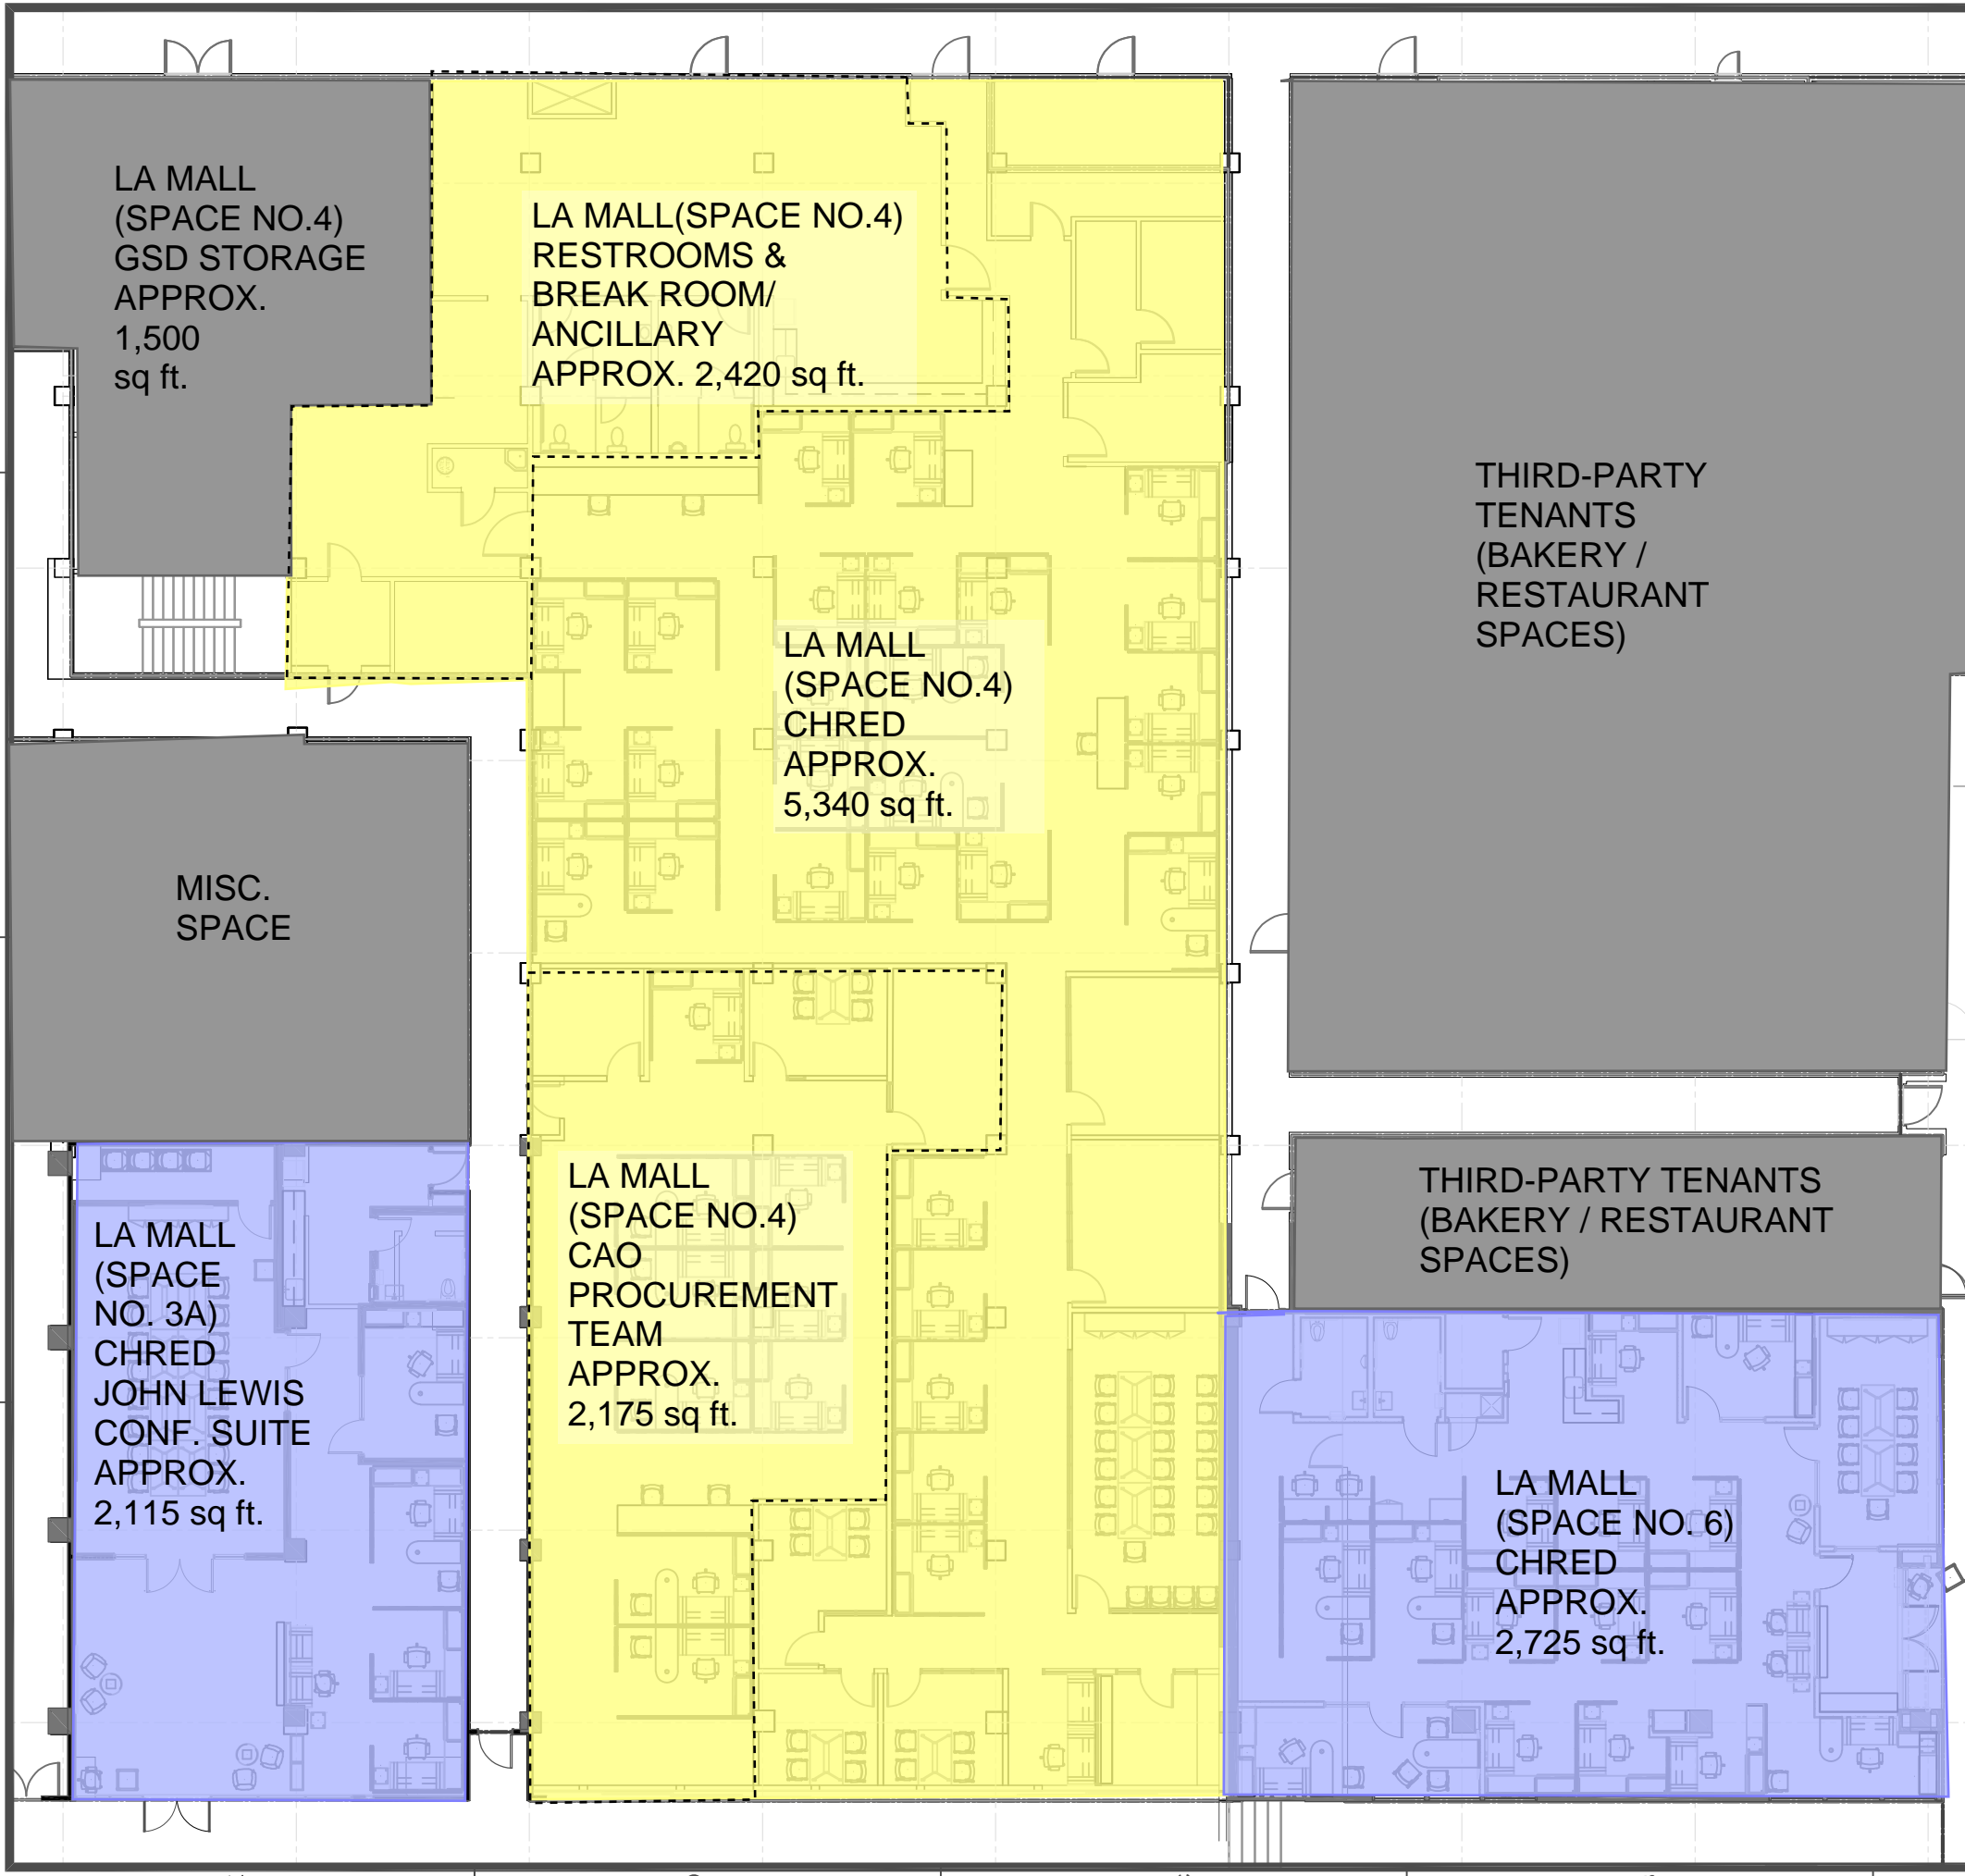 LA MALL
(SPACE NO.4)
GSD STORAGE
APPROX.
1,500
sq ft.
LA MALL(SPACE NO.4)
RESTROOMS &
BREAK ROOM/
ANCILLARY
APPROX. 2,420 sq ft.
THIRD-PARTY
TENANTS
(BAKERY /
RESTAURANT
SPACES)
LA MALL
(SPACE NO.4)
CHRED
APPROX.
5,340 sq ft.
MISC.
SPACE
LA MALL
(SPACE NO.4)
CAO
PROCUREMENT
TEAM
APPROX.
2,175 sq ft.
THIRD-PARTY TENANTS
(BAKERY / RESTAURANT
SPACES)
LA MALL
(SPACE
NO. 3A)
CHRED
JOHN LEWIS
CONF. SUITE
APPROX.
2,115 sq ft.
LA MALL
(SPACE NO. 6)
CHRED
APPROX.
2,725 sq ft.